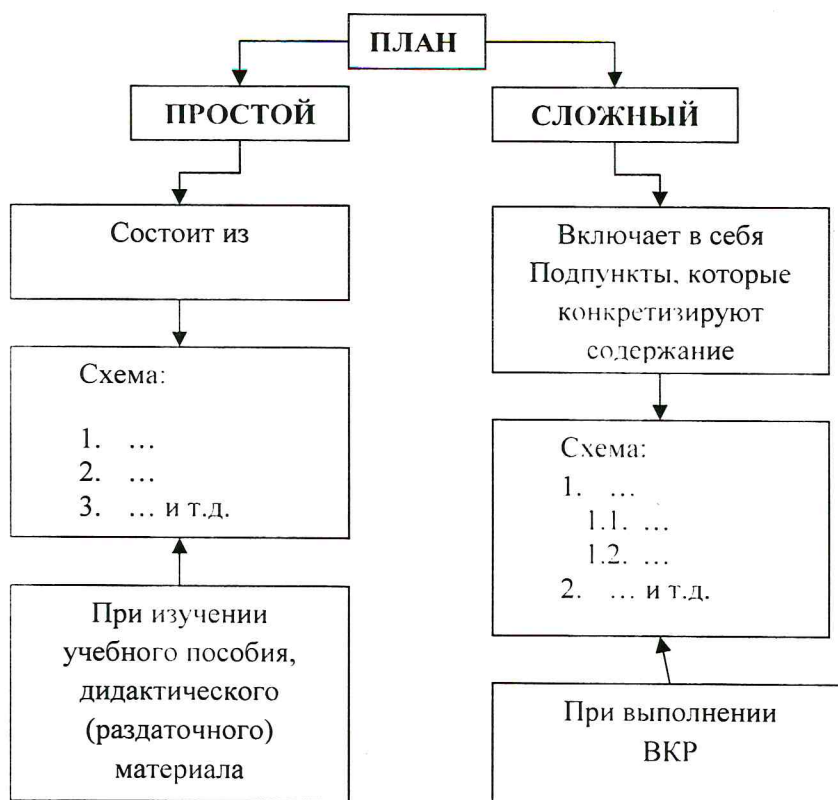 ПЛАН
ПРОСТОЙ
СЛОЖНЫЙ
Состоит из
Включает в себя
Подпункты, которые
конкретизируют
содержание
Схема:
1. ...
2. ...
3. ... и т.д.
Схема:
1. ...
1.1. ...
1.2. ...
2. ... и т.д.
При изучении
учебного пособия,
дидактического
(раздаточного)
материала
При выполнении
ВКР